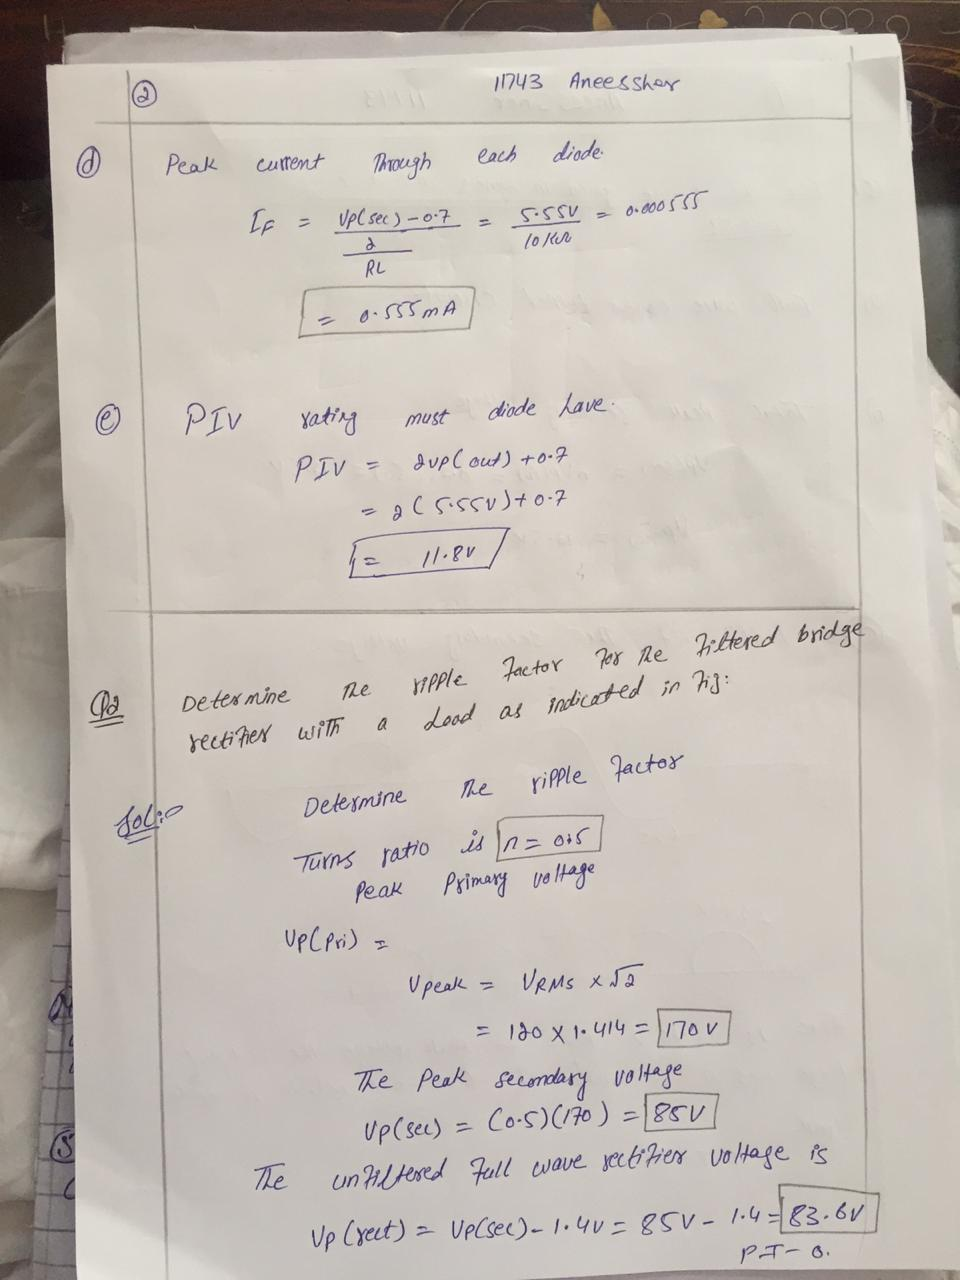 2
11743 Aneesshar
d Peak current Through each diode.
IF = Vp(sec) - 0.7 / 2 / RL = 5.55V / 10 KΩ = 0.000555
= 0.555mA
e PIV rating must diode have.
PIV = 2Vp(out) + 0.7
= 2(5.55V) + 0.7
= 11.8V
Q2 Determine The ripple factor for The filtered bridge
rectifier with a Load as indicated in fig:
Sol:- Determine The ripple factor
Turns ratio is n = 0.5
Peak Primary voltage
Vp(Pri) =
Vpeak = VRMS x √2
= 120 x 1.414 = 170V
The Peak secondary voltage
Vp(sec) = (0.5)(170) = 85V
The unfiltered full wave rectifier voltage is
Vp(rect) = Vp(sec) - 1.4V = 85V - 1.4 = 83.6V
P.T-O.